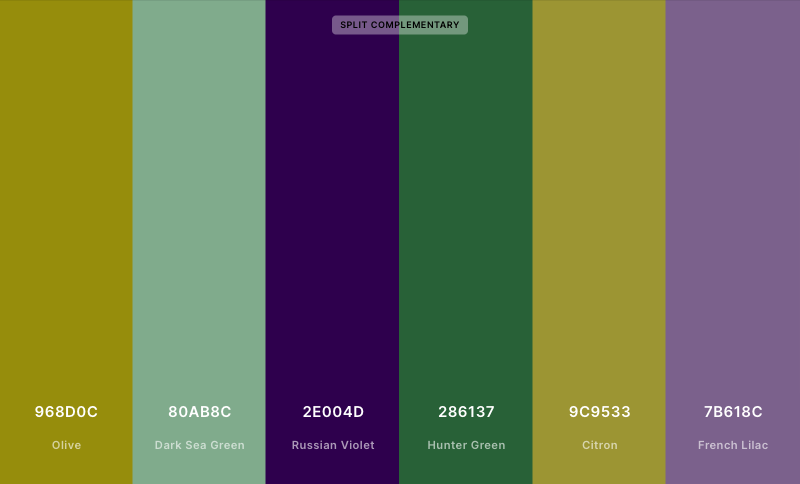 SPLIT COMPLEMENTARY
968D0C 80AB8C 2E004D 286137 9C9533 7B618C
Olive Dark Sea Green Russian Violet Hunter Green Citron French Lilac